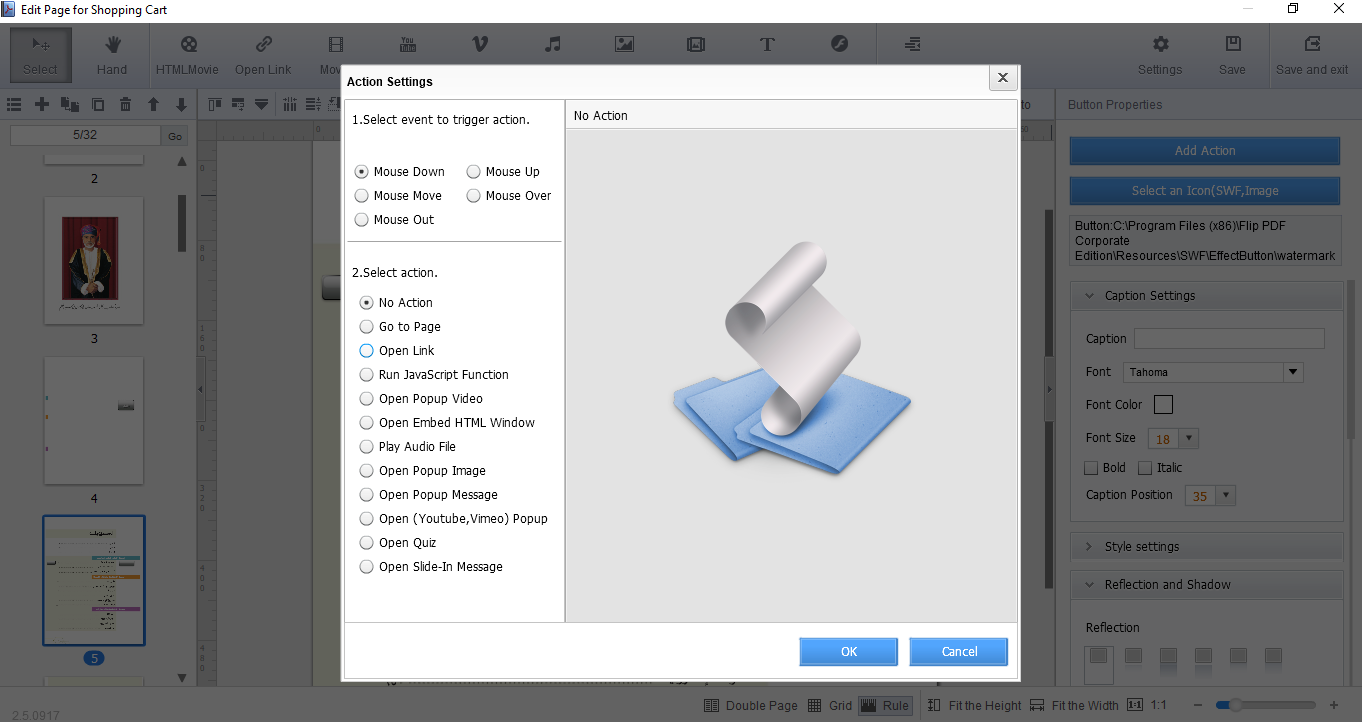 Edit Page for Shopping Cart
Select
Hand
HTMLMovie
Open Link
You
T
Settings
Save
Save and exit
5/32
Go
2
3
4
5
Action Settings
1.Select event to trigger action.
Mouse Down
Mouse Up
Mouse Move
Mouse Over
Mouse Out
2.Select action.
No Action
Go to Page
Open Link
Run JavaScript Function
Open Popup Video
Open Embed HTML Window
Play Audio File
Open Popup Image
Open Popup Message
Open (Youtube,Vimeo) Popup
Open Quiz
Open Slide-In Message
No Action
OK
Cancel
Button Properties
Add Action
Select an Icon(SWF,Image
Button:C:\Program Files (x86)\Flip PDF
Corporate
Edition\Resources\SWF\EffectButton\watermark
Caption Settings
Caption
Font
Tahoma
Font Color
Font Size
18
Bold
Italic
Caption Position
35
Style settings
Reflection and Shadow
Reflection
2.5.0917
Double Page
Grid
Rule
Fit the Height
Fit the Width
1:1